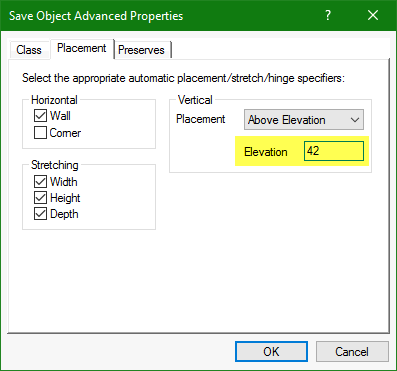 Save Object Advanced Properties
?
Class Placement Preserves
Select the appropriate automatic placement/stretch/hinge specifiers:
Horizontal
Wall
Corner
Stretching
Width
Height
Depth
Vertical
Placement Above Elevation
Elevation 42
OK Cancel